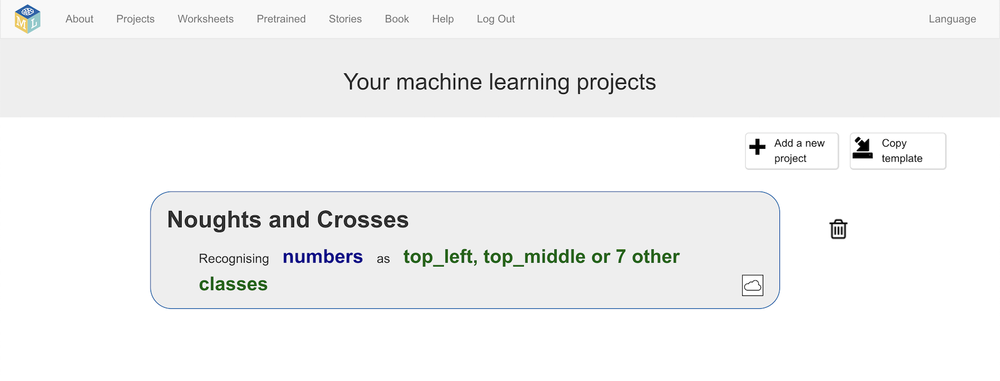 M L About Projects Worksheets Pretrained Stories Book Help Log Out Language
Your machine learning projects
Add a new
project
Copy
template
Noughts and Crosses
Recognising numbers as top_left, top_middle or 7 other
classes